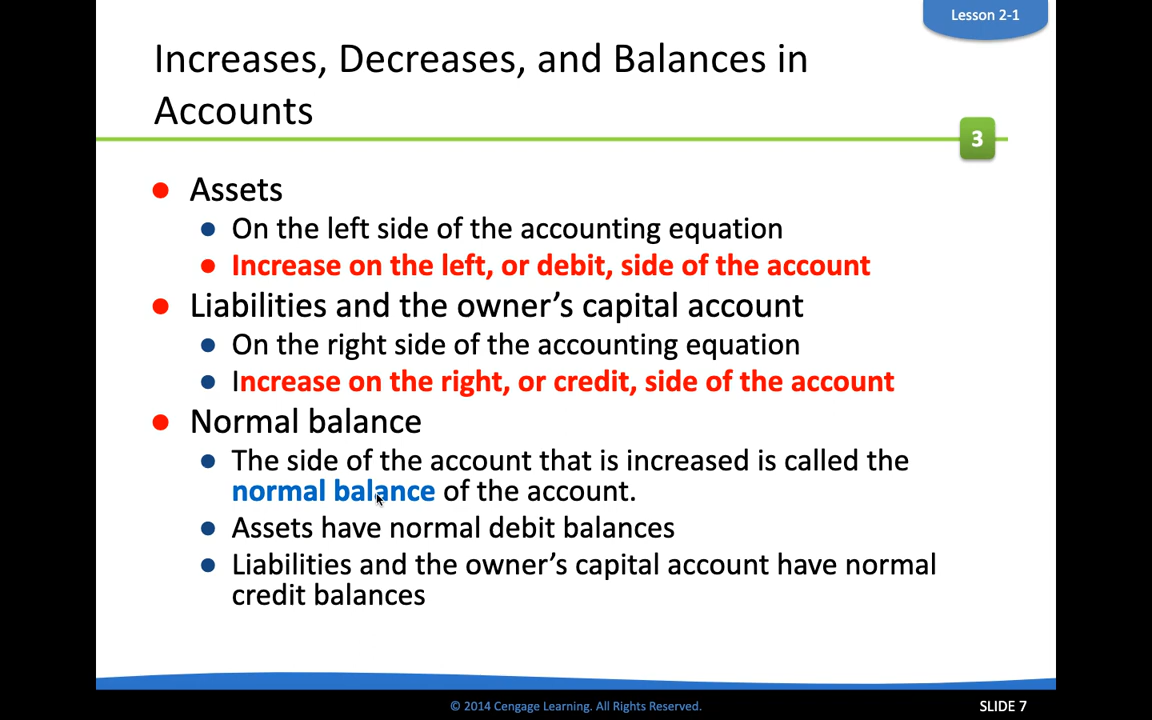 Lesson 2-1
Increases, Decreases, and Balances in
Accounts
3
Assets
On the left side of the accounting equation
Increase on the left, or debit, side of the account
Liabilities and the owner’s capital account
On the right side of the accounting equation
Increase on the right, or credit, side of the account
Normal balance
The side of the account that is increased is called the
normal balance of the account.
Assets have normal debit balances
Liabilities and the owner’s capital account have normal
credit balances
© 2014 Cengage Learning. All Rights Reserved.
SLIDE 7